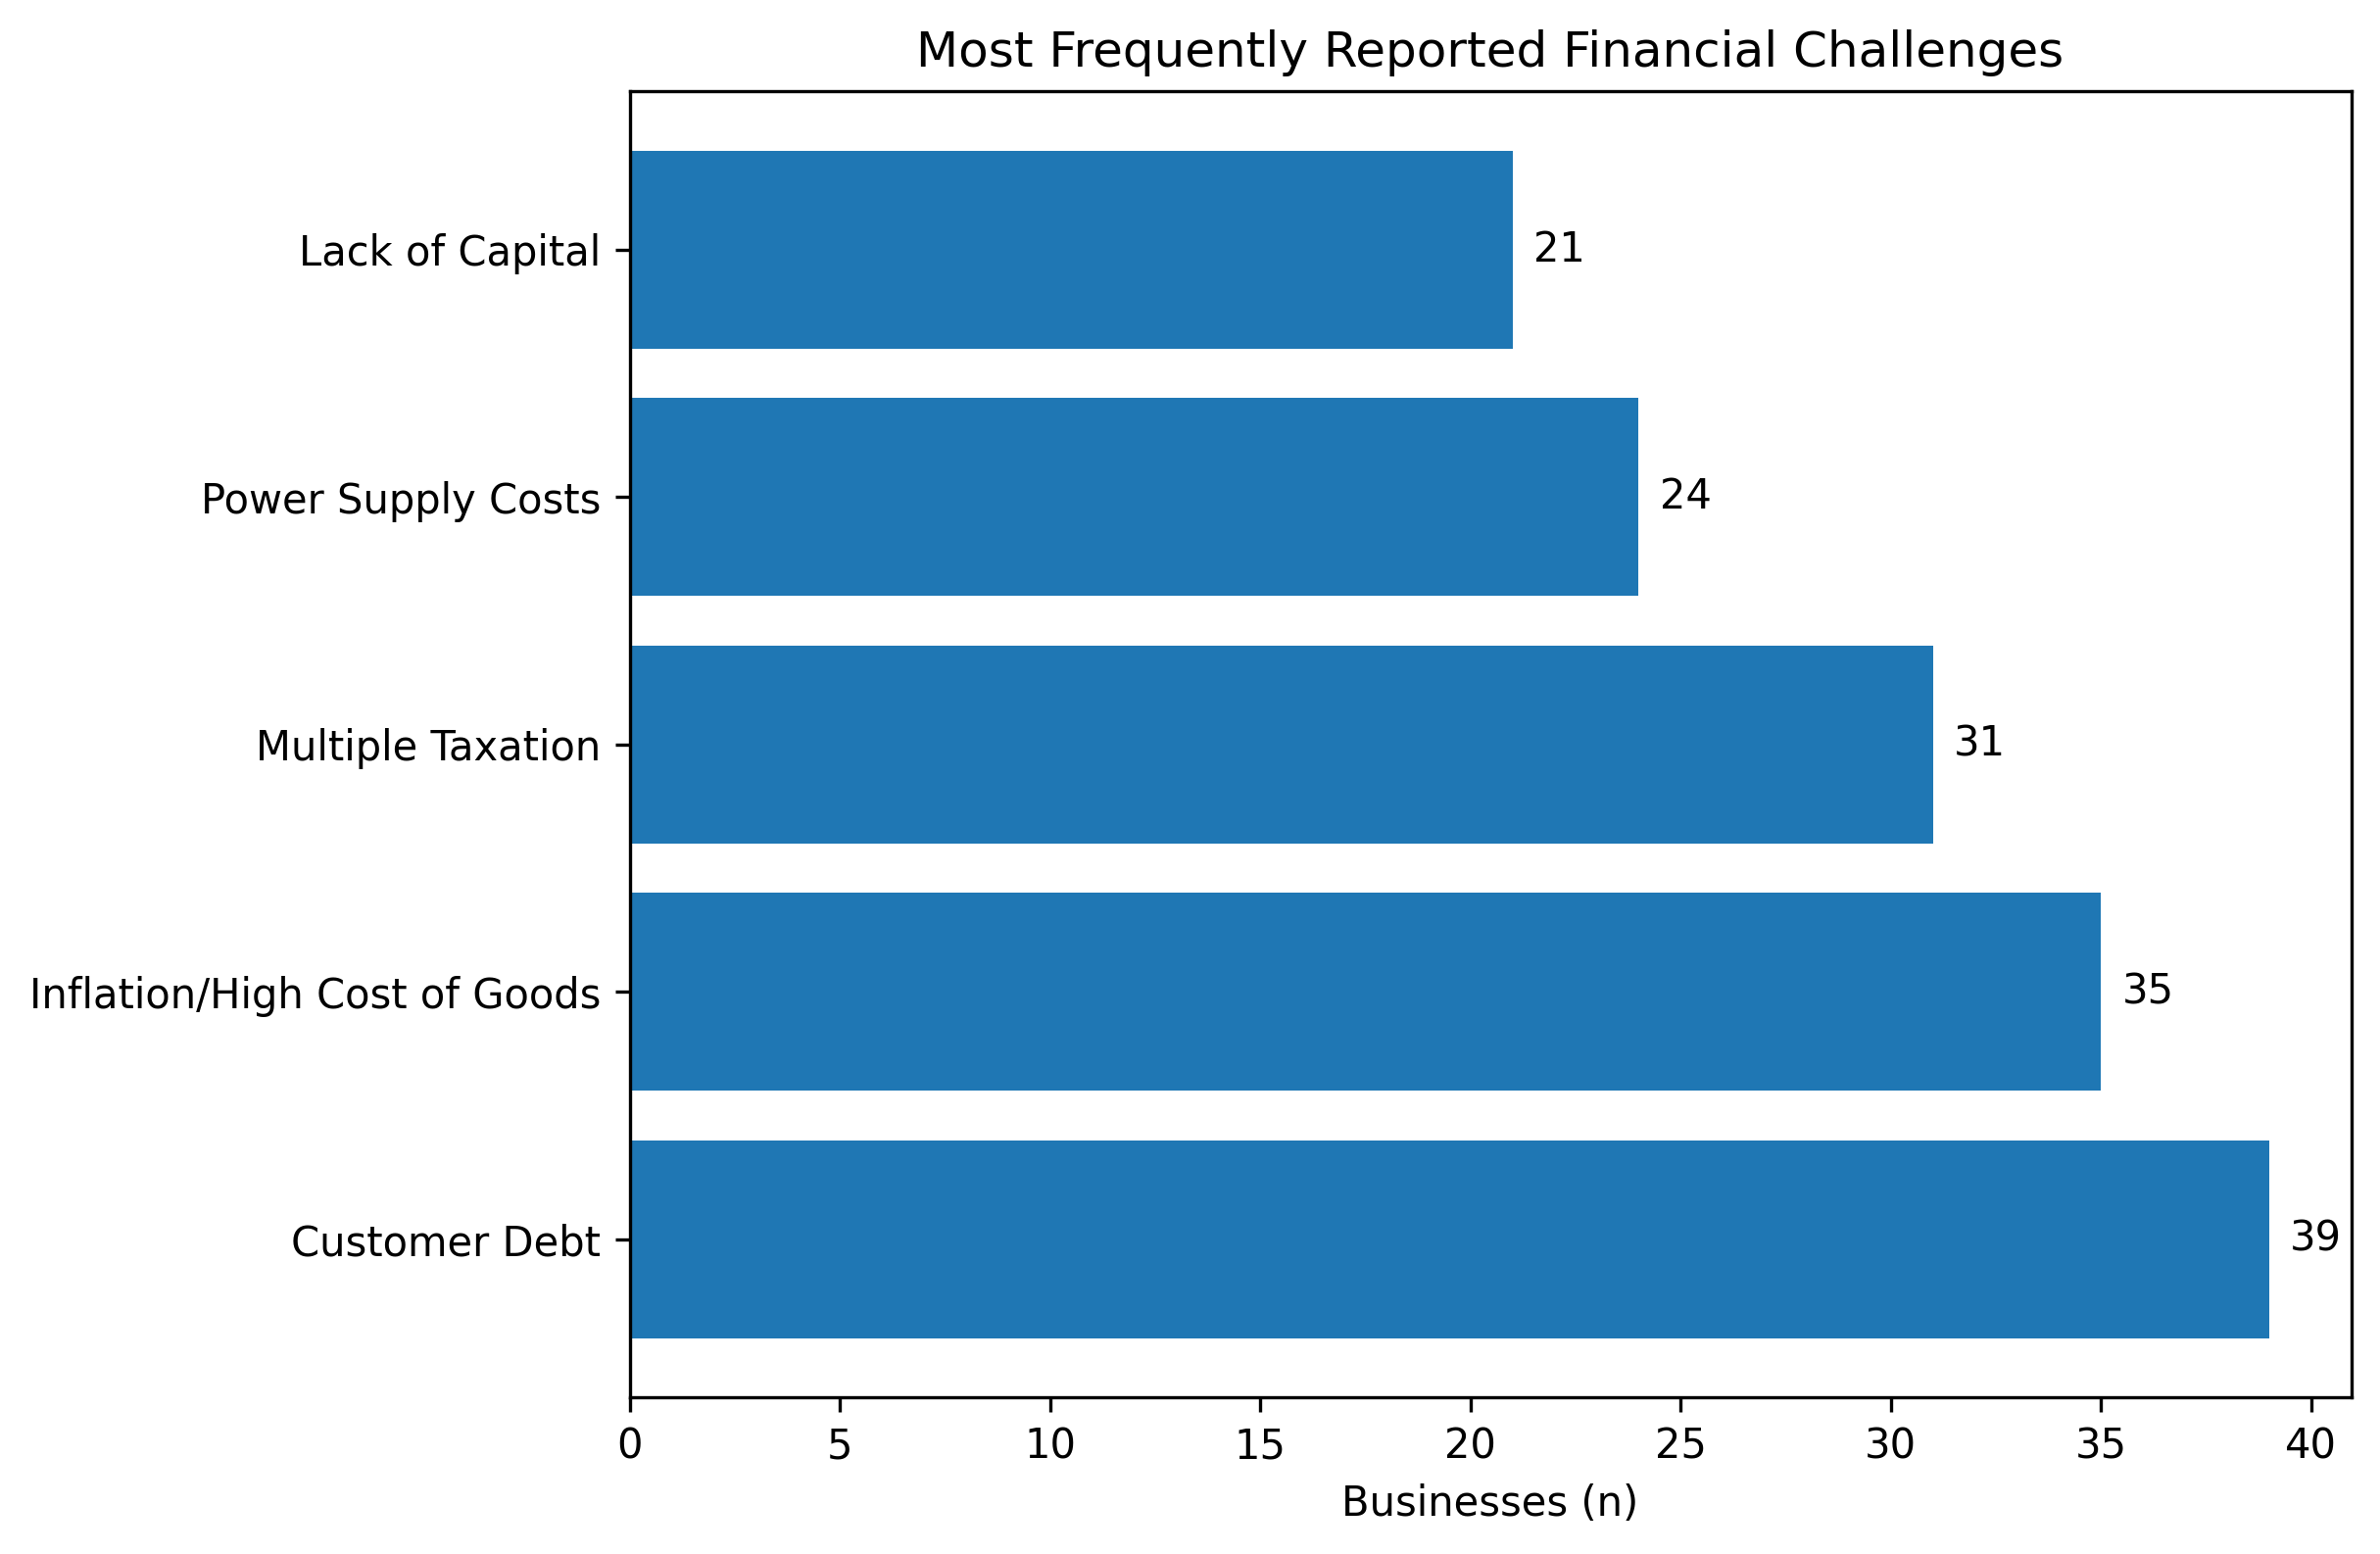 Most Frequently Reported Financial Challenges
Lack of Capital
21
Power Supply Costs
24
Multiple Taxation
31
Inflation/High Cost of Goods
35
Customer Debt
39
0 5 10 15 20 25 30 35 40
Businesses (n)